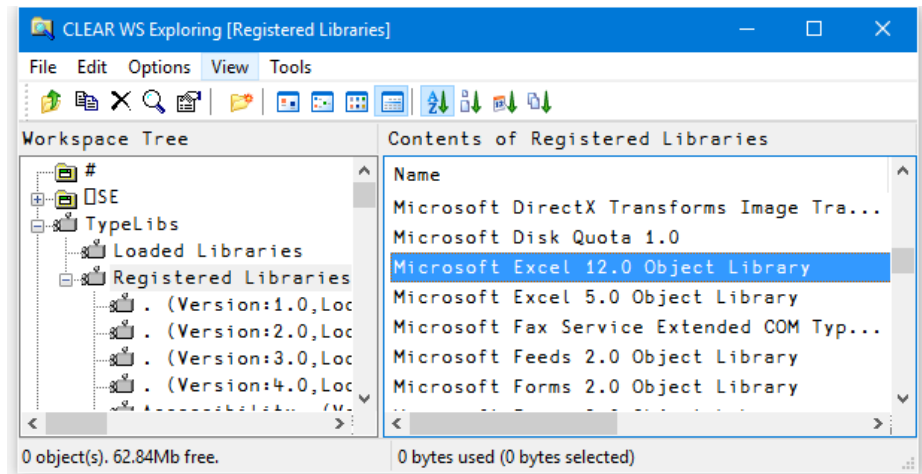 CLEAR WS Exploring [Registered Libraries]
File Edit Options View Tools
Workspace Tree
Contents of Registered Libraries
#
⎕SE
TypeLibs
Loaded Libraries
Registered Libraries
. (Version:1.0,Loc
. (Version:2.0,Loc
. (Version:3.0,Loc
. (Version:4.0,Loc
Name
Microsoft DirectX Transforms Image Tra...
Microsoft Disk Quota 1.0
Microsoft Excel 12.0 Object Library
Microsoft Excel 5.0 Object Library
Microsoft Fax Service Extended COM Typ...
Microsoft Feeds 2.0 Object Library
Microsoft Forms 2.0 Object Library
0 object(s). 62.84Mb free.
0 bytes used (0 bytes selected)